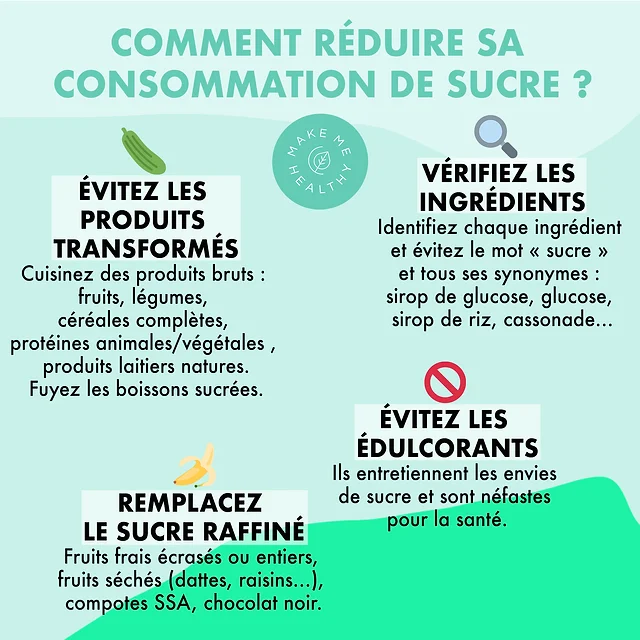 COMMENT RÉDUIRE SA
CONSOMMATION DE SUCRE ?
MAKE ME
HEALTHY
ÉVITEZ LES
PRODUITS
TRANSFORMÉS
Cuisinez des produits bruts :
fruits, légumes,
céréales complètes,
protéines animales/végétales ,
produits laitiers natures.
Fuyez les boissons sucrées.
VÉRIFIEZ LES
INGRÉDIENTS
Identifiez chaque ingrédient
et évitez le mot « sucre »
et tous ses synonymes :
sirop de glucose, glucose,
sirop de riz, cassonade...
ÉVITEZ LES
ÉDULCORANTS
Ils entretiennent les envies
de sucre et sont néfastes
pour la santé.
REMPLACEZ
LE SUCRE RAFFINÉ
Fruits frais écrasés ou entiers,
fruits séchés (dattes, raisins...),
compotes SSA, chocolat noir.